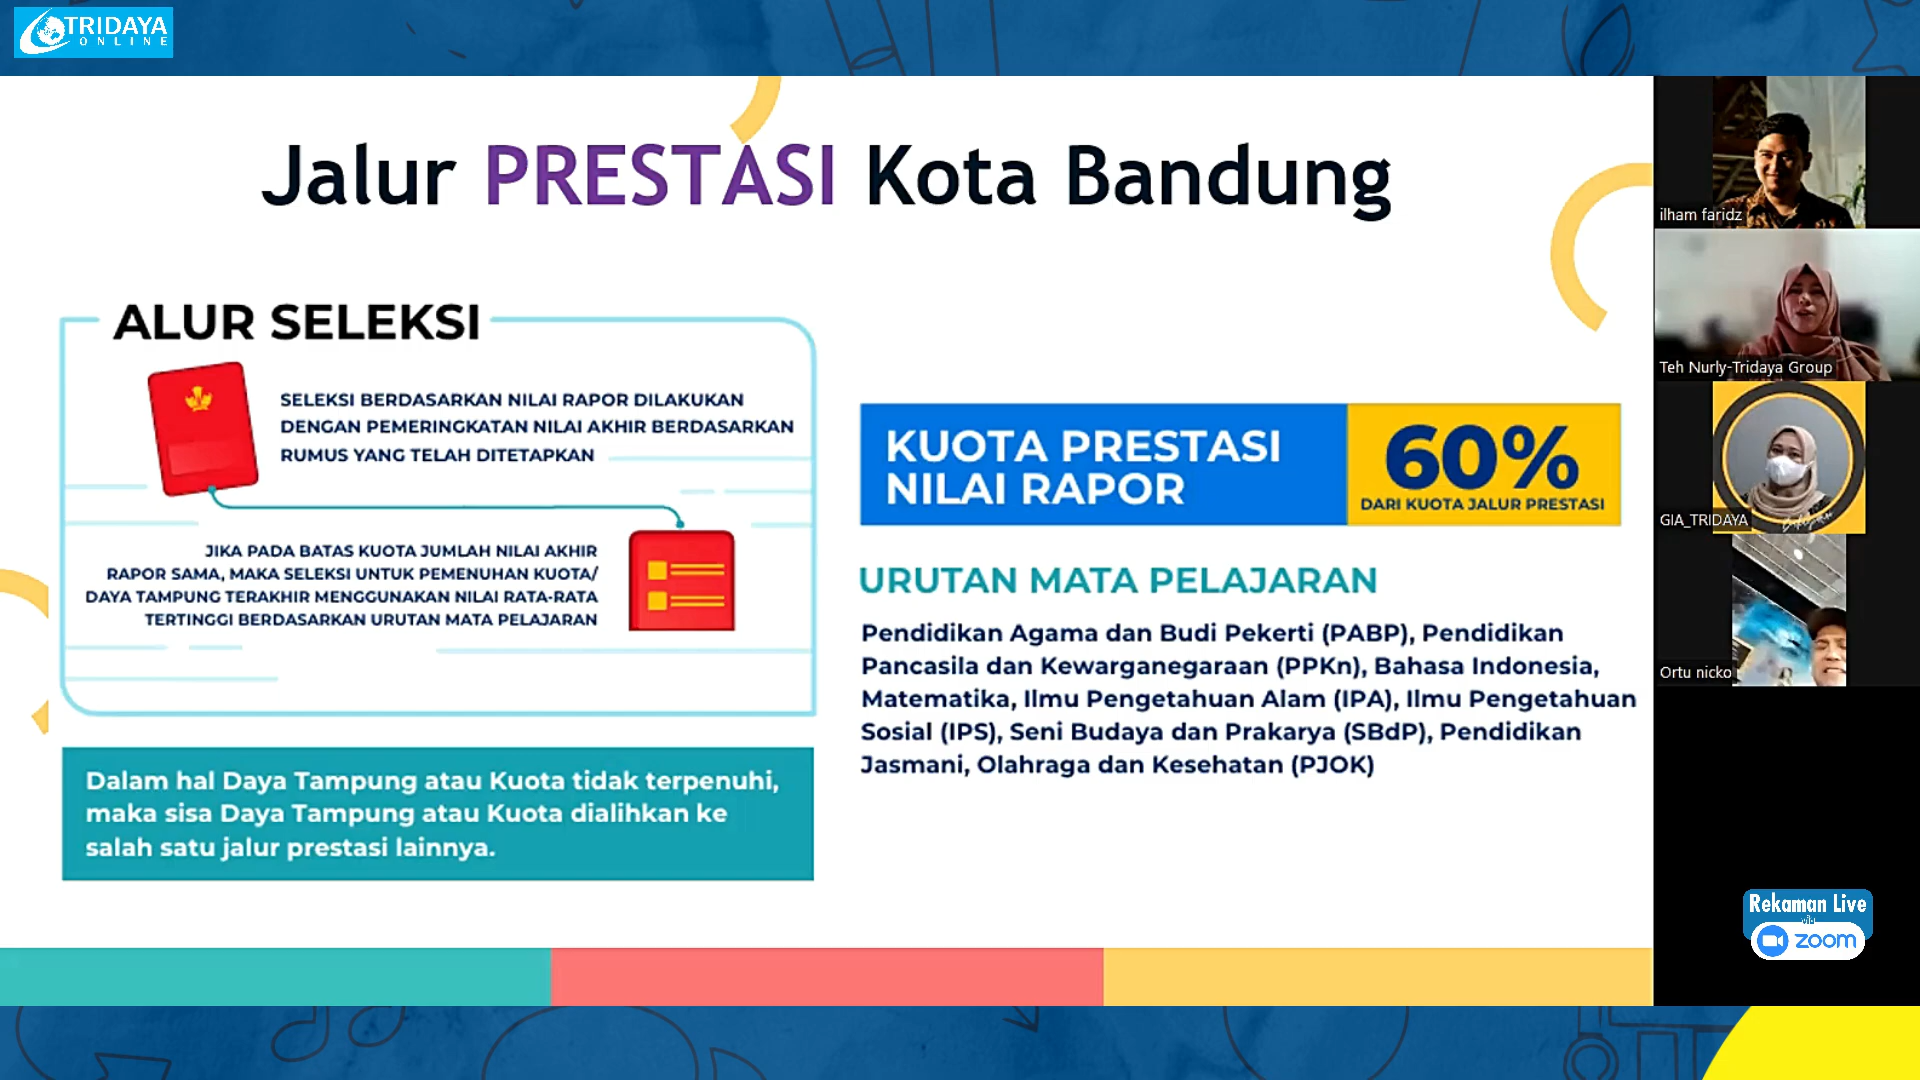 TRIDAYA
ONLINE
Jalur PRESTASI Kota Bandung
ALUR SELEKSI
SELEKSI BERDASARKAN NILAI RAPOR DILAKUKAN
DENGAN PEMERINGKATAN NILAI AKHIR BERDASARKAN
RUMUS YANG TELAH DITETAPKAN
JIKA PADA BATAS KUOTA JUMLAH NILAI AKHIR
RAPOR SAMA, MAKA SELEKSI UNTUK PEMENUHAN KUOTA/
DAYA TAMPUNG TERAKHIR MENGGUNAKAN NILAI RATA-RATA
TERTINGGI BERDASARKAN URUTAN MATA PELAJARAN
Dalam hal Daya Tampung atau Kuota tidak terpenuhi,
maka sisa Daya Tampung atau Kuota dialihkan ke
salah satu jalur prestasi lainnya.
KUOTA PRESTASI
NILAI RAPOR
60%
DARI KUOTA JALUR PRESTASI
URUTAN MATA PELAJARAN
Pendidikan Agama dan Budi Pekerti (PABP), Pendidikan
Pancasila dan Kewarganegaraan (PPKn), Bahasa Indonesia,
Matematika, Ilmu Pengetahuan Alam (IPA), Ilmu Pengetahuan
Sosial (IPS), Seni Budaya dan Prakarya (SBdP), Pendidikan
Jasmani, Olahraga dan Kesehatan (PJOK)
ilham faridz
Teh Nurly-Tridaya Group
GIA_TRIDAYA
Ortu nicko
Rekaman Live
via
zoom